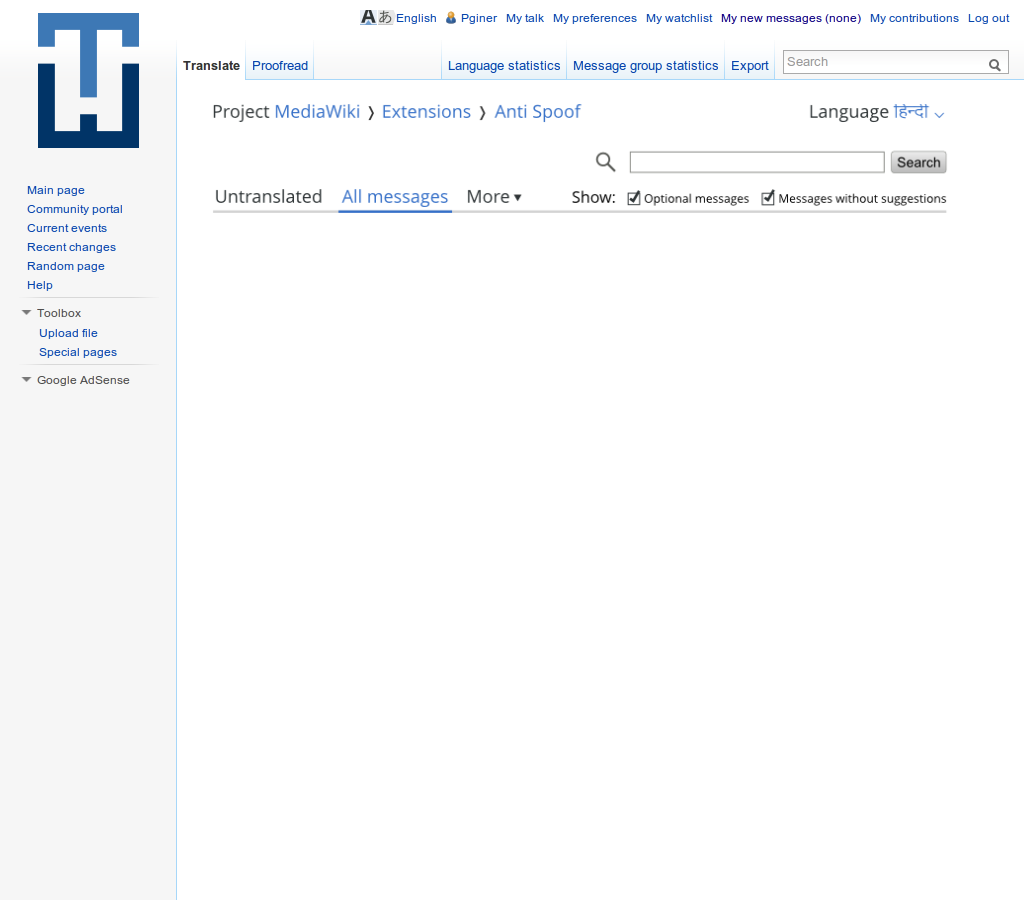 Aあ English Pginer My talk My preferences My watchlist My new messages (none) My contributions Log out
Translate Proofread Language statistics Message group statistics Export Search
Project MediaWiki ❭ Extensions ❭ Anti Spoof Language हिन्दी
Search
Untranslated All messages More ▾ Show: Optional messages Messages without suggestions
Main page
Community portal
Current events
Recent changes
Random page
Help
Toolbox
Upload file
Special pages
Google AdSense